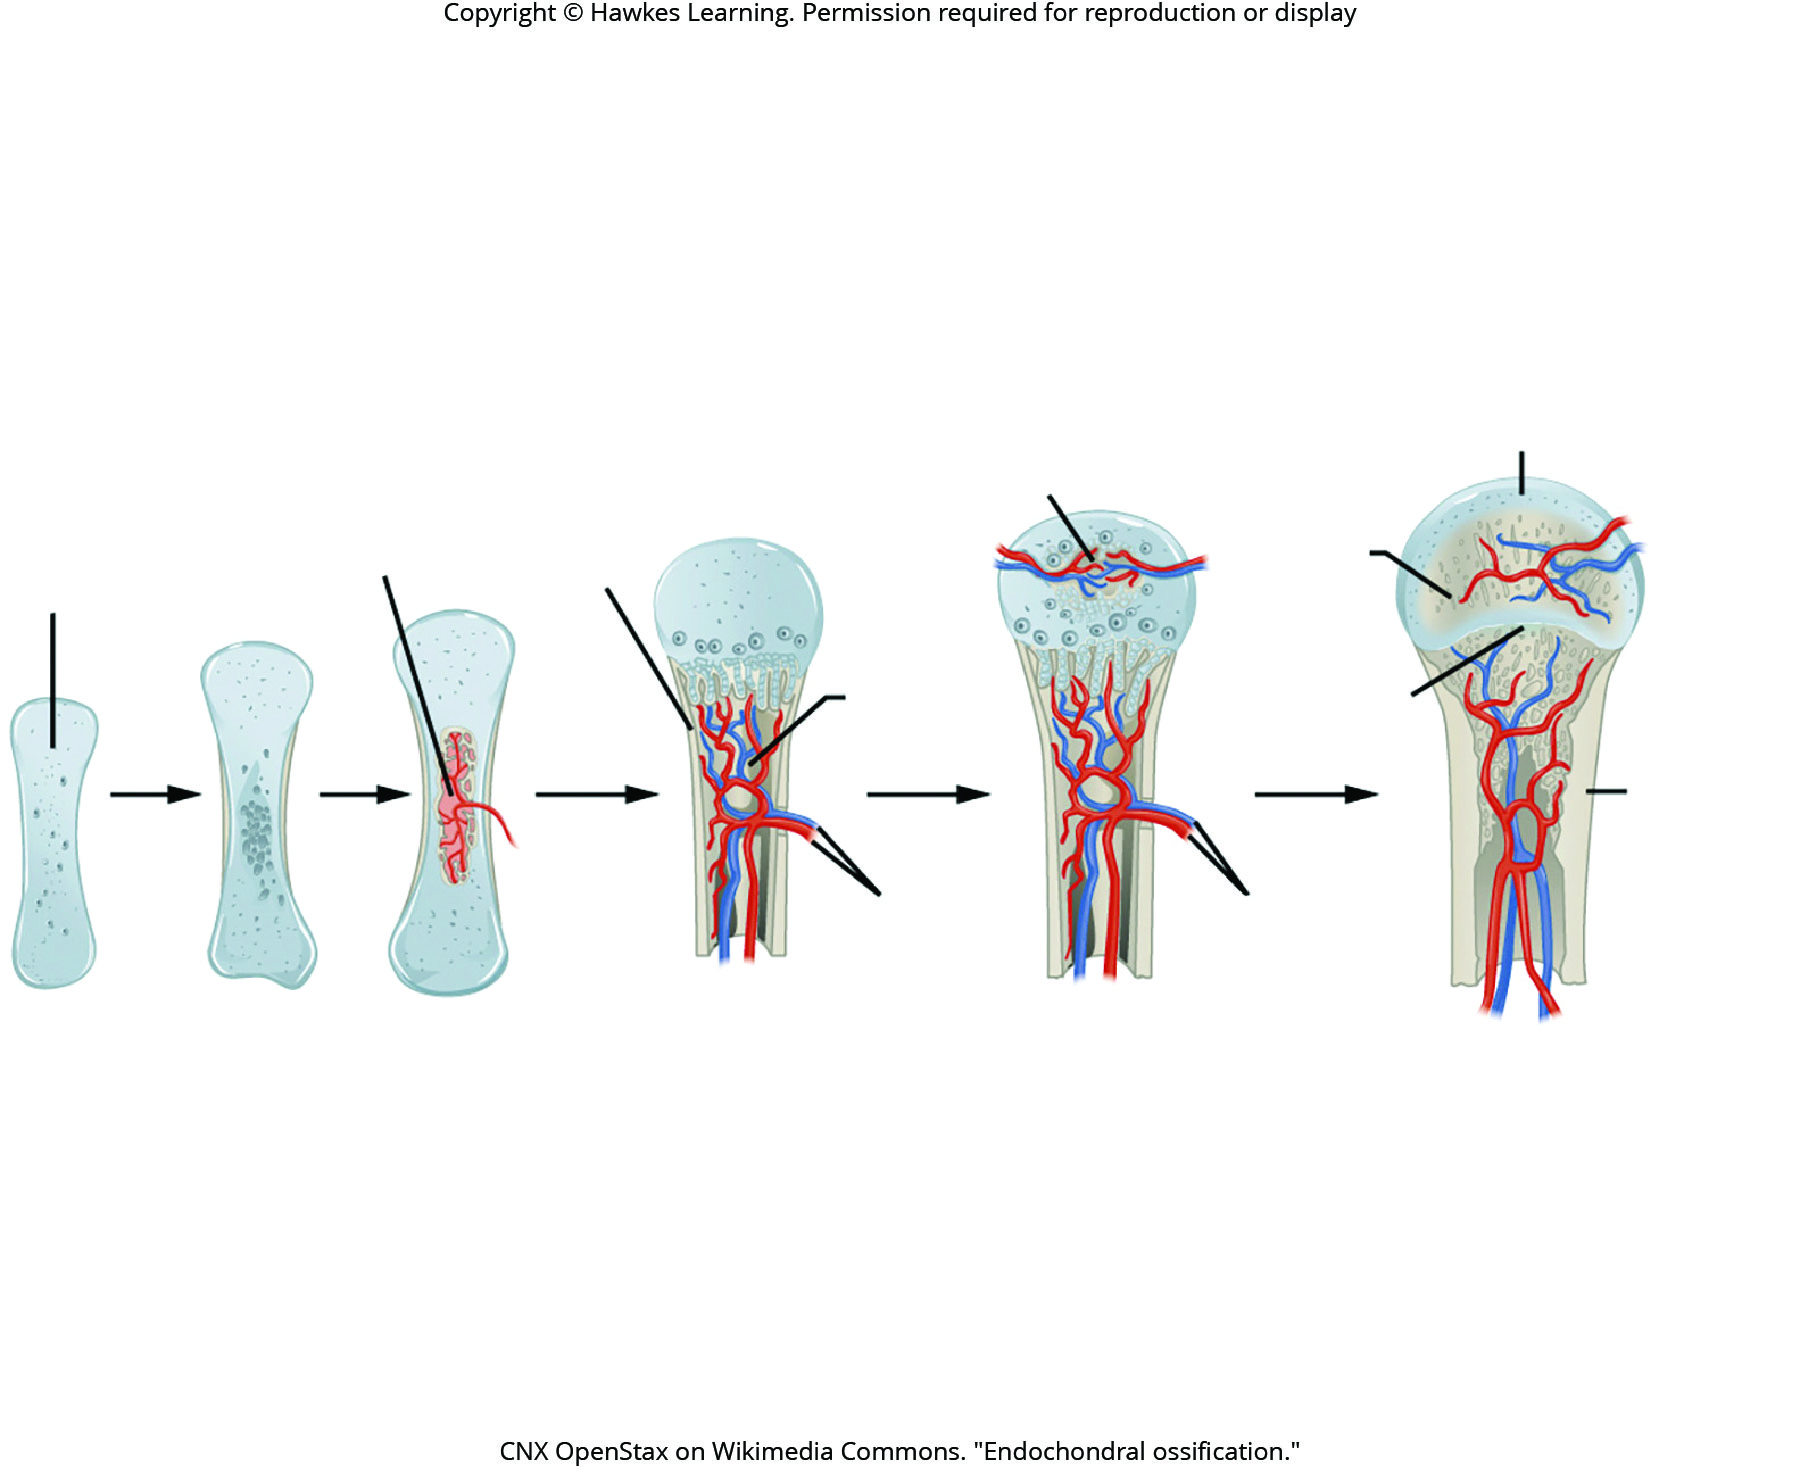 Copyright © Hawkes Learning. Permission required for reproduction or display
CNX OpenStax on Wikimedia Commons. "Endochondral ossification."